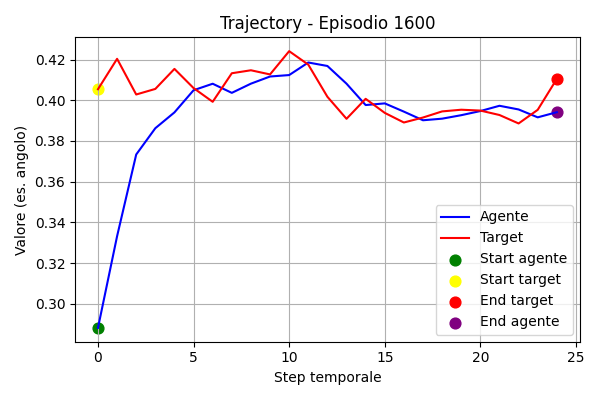 Trajectory - Episodio 1600
Valore (es. angolo)
0.42
0.40
0.38
0.36
0.34
0.32
0.30
Agente
Target
Start agente
Start target
End target
End agente
0
5
10
15
20
25
Step temporale